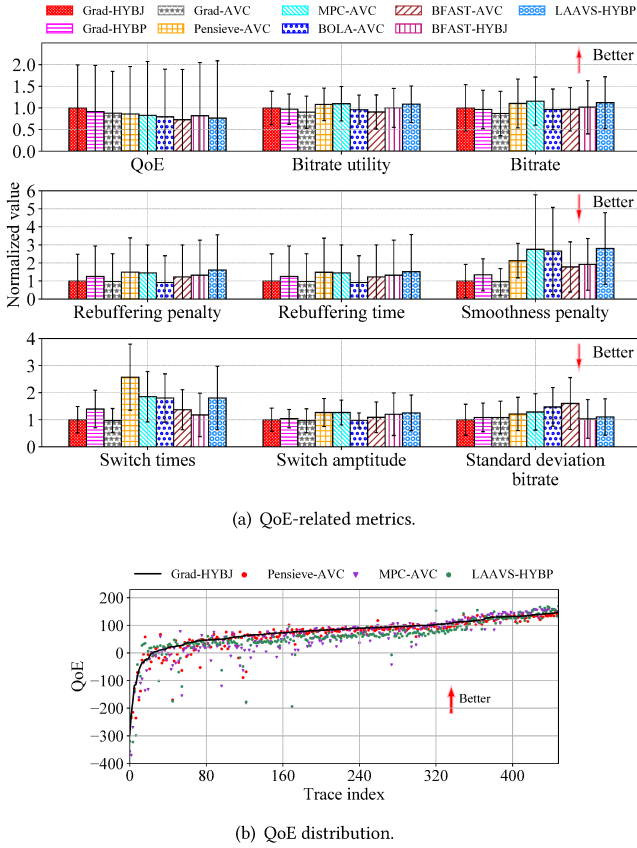 (a)
Grad-HYBJ Grad-AVC MPC-AVC BFAST-AVC LAAVS-HYBP
Grad-HYBP Pensieve-AVC BOLA-AVC BFAST-HYBJ
2.0
1.5
1.0
0.5
0.0
Better
QoE Bitrate utility Bitrate
Normalized value
6
5
4
3
2
1
0
Better
Rebuffering penalty Rebuffering time Smoothness penalty
4
3
2
1
0
Better
Switch times Switch amptitude Standard deviation
bitrate
(a) QoE-related metrics.
Grad-HYBJ Pensieve-AVC MPC-AVC LAAVS-HYBP
QoE
200
100
0
−100
−200
−300
−400
Better
0 80 160 240 320 400
Trace index
(b) QoE distribution.